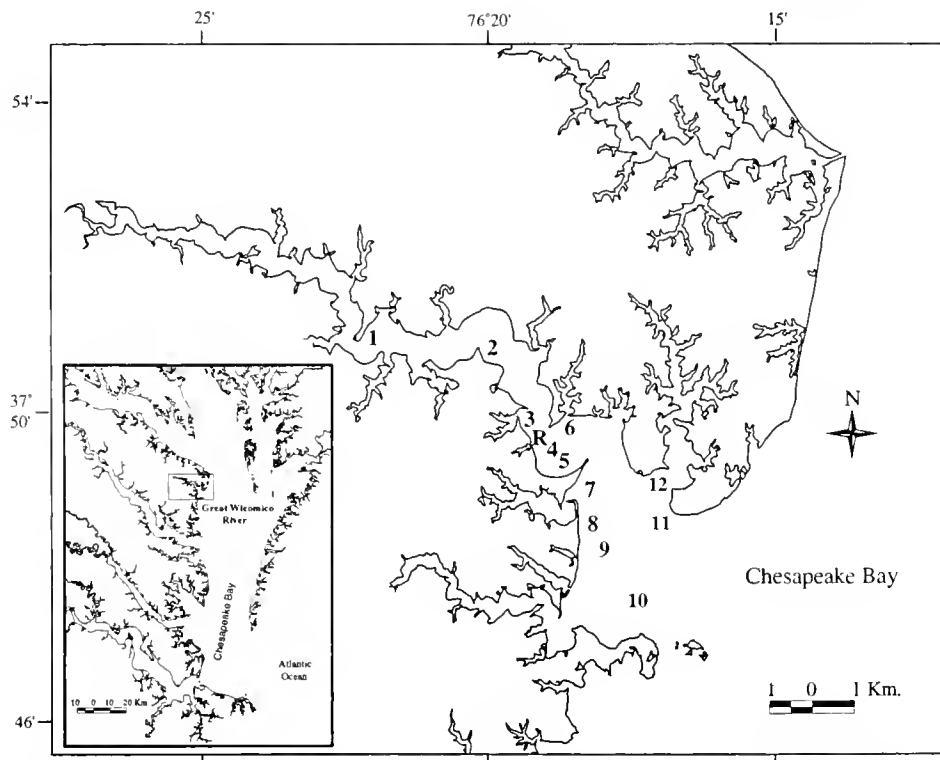 25' 76°20' 15'
54'
37°
50'
46'
1
2
3
R
4
5
6
7
8
9
10
11
12
N
Chesapeake Bay
1 0 1 Km.
Great Wicomico
River
Chesapeake Bay
Atlantic
Ocean
10 0 10 20 Km